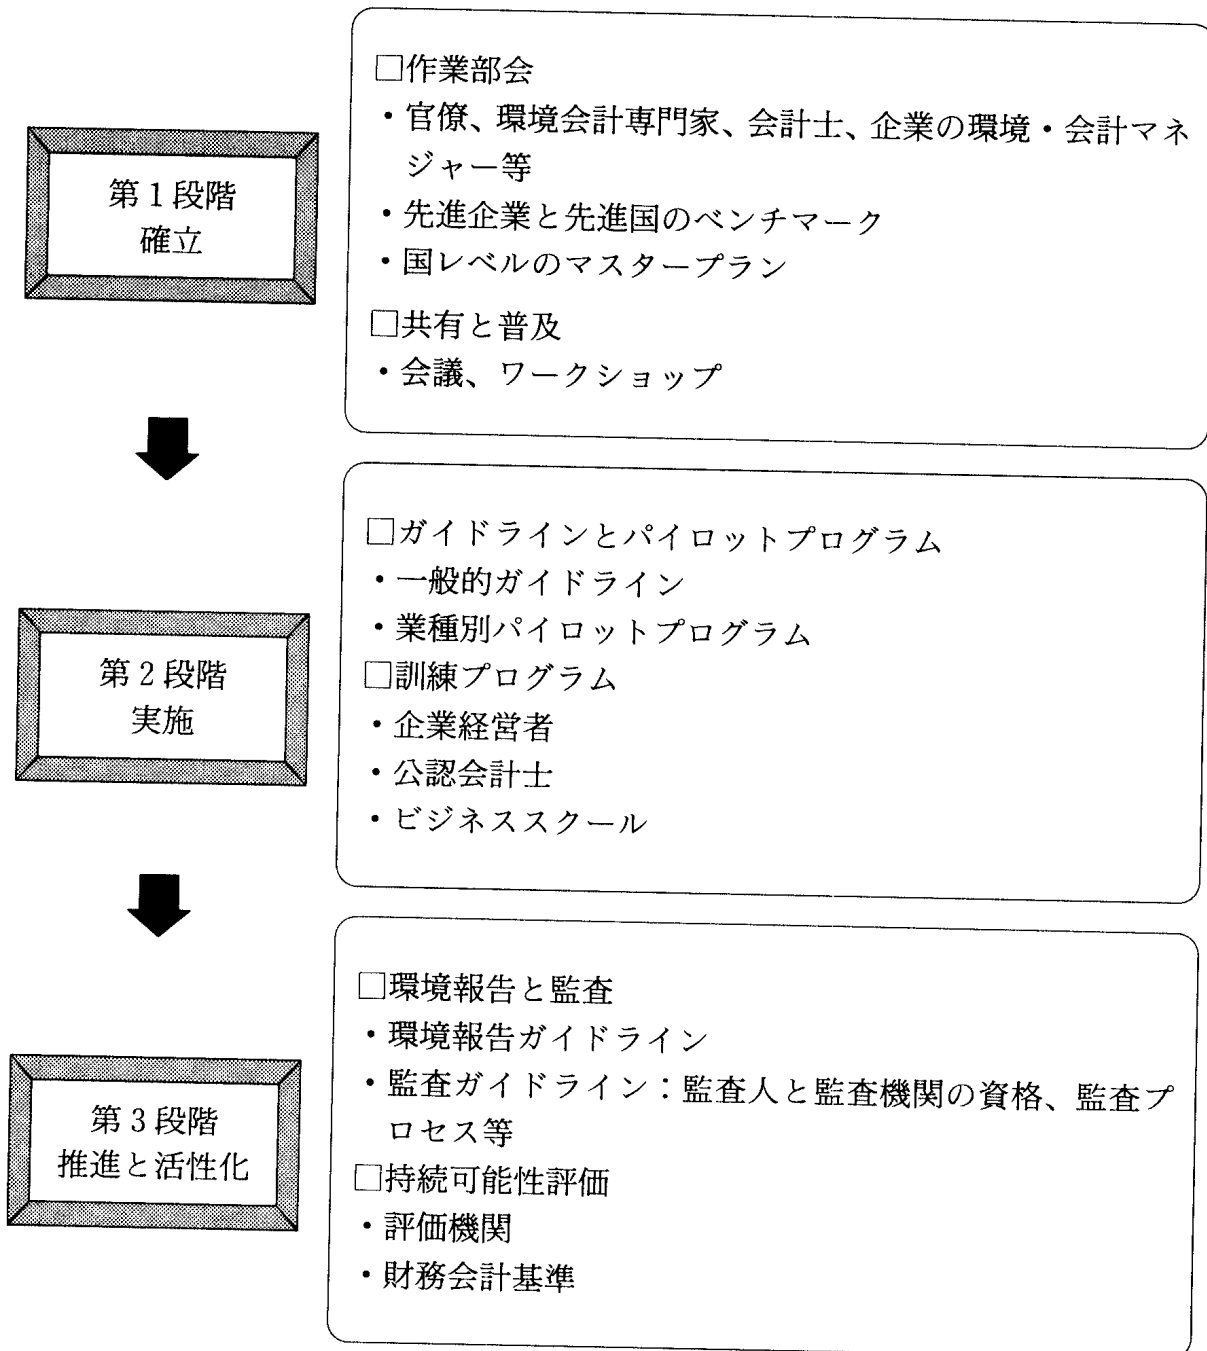 第1段階
確立
□作業部会
・官僚、環境会計専門家、会計士、企業の環境・会計マネ
ジャー等
・先進企業と先進国のベンチマーク
・国レベルのマスタープラン
□共有と普及
・会議、ワークショップ
第2段階
実施
□ガイドラインとパイロットプログラム
・一般的ガイドライン
・業種別パイロットプログラム
□訓練プログラム
・企業経営者
・公認会計士
・ビジネススクール
第3段階
推進と活性化
□環境報告と監査
・環境報告ガイドライン
・監査ガイドライン：監査人と監査機関の資格、監査プ
ロセス等
□持続可能性評価
・評価機関
・財務会計基準